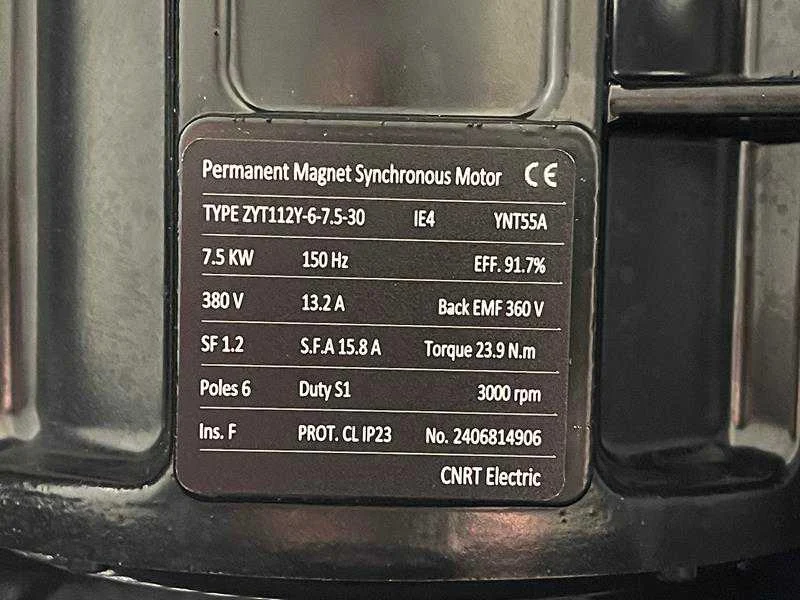 Permanent Magnet Synchronous Motor CE
TYPE ZYT112Y-6-7.5-30 IE4 YNT55A
7.5 KW 150 Hz EFF. 91.7%
380 V 13.2 A Back EMF 360 V
SF 1.2 S.F.A 15.8 A Torque 23.9 N.m
Poles 6 Duty S1 3000 rpm
Ins. F PROT. CL IP23 No. 2406814906
CNRT Electric